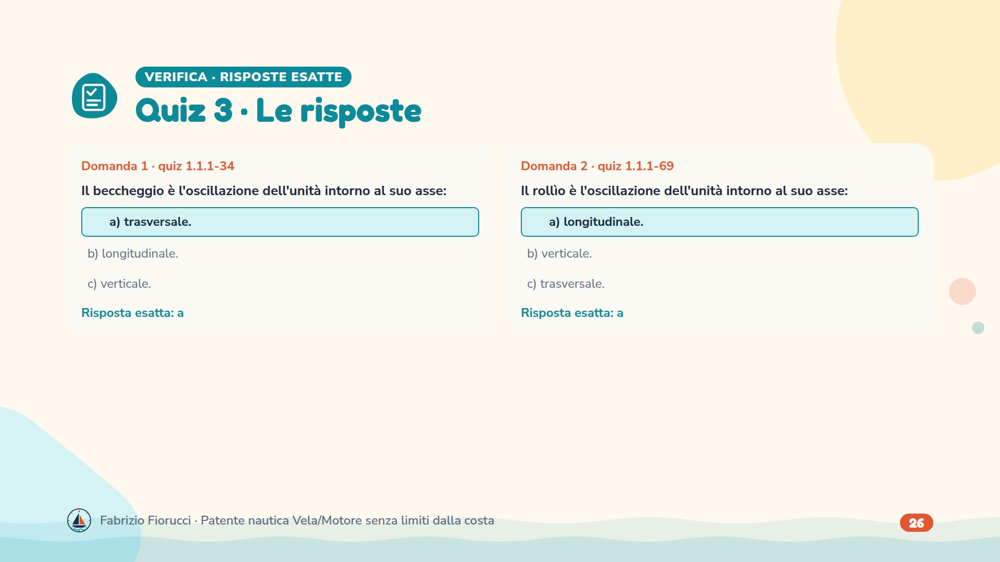 VERIFICA · RISPOSTE ESATTE
Quiz 3 · Le risposte
Domanda 1 · quiz 1.1.1-34
Il beccheggio è l'oscillazione dell'unità intorno al suo asse:
a) trasversale.
b) longitudinale.
c) verticale.
Risposta esatta: a
Domanda 2 · quiz 1.1.1-69
Il rollìo è l'oscillazione dell'unità intorno al suo asse:
a) longitudinale.
b) verticale.
c) trasversale.
Risposta esatta: a
Fabrizio Fiorucci · Patente nautica Vela/Motore senza limiti dalla costa
26